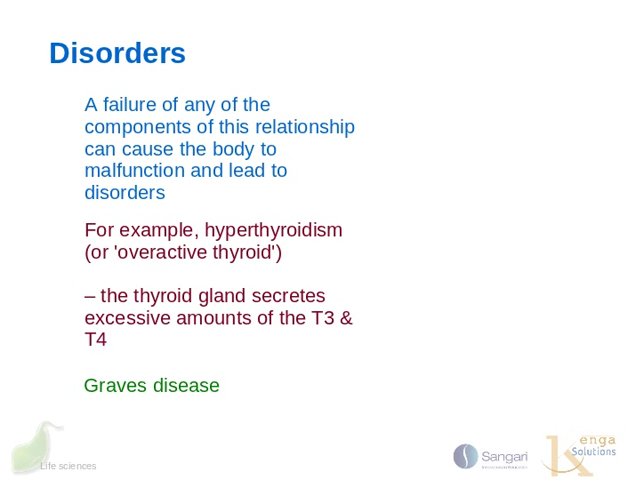 Disorders
A failure of any of the
components of this relationship
can cause the body to
malfunction and lead to
disorders
For example, hyperthyroidism
(or 'overactive thyroid')
– the thyroid gland secretes
excessive amounts of the T3 &
T4
Graves disease
Life sciences
Sangari
kenga
Solutions